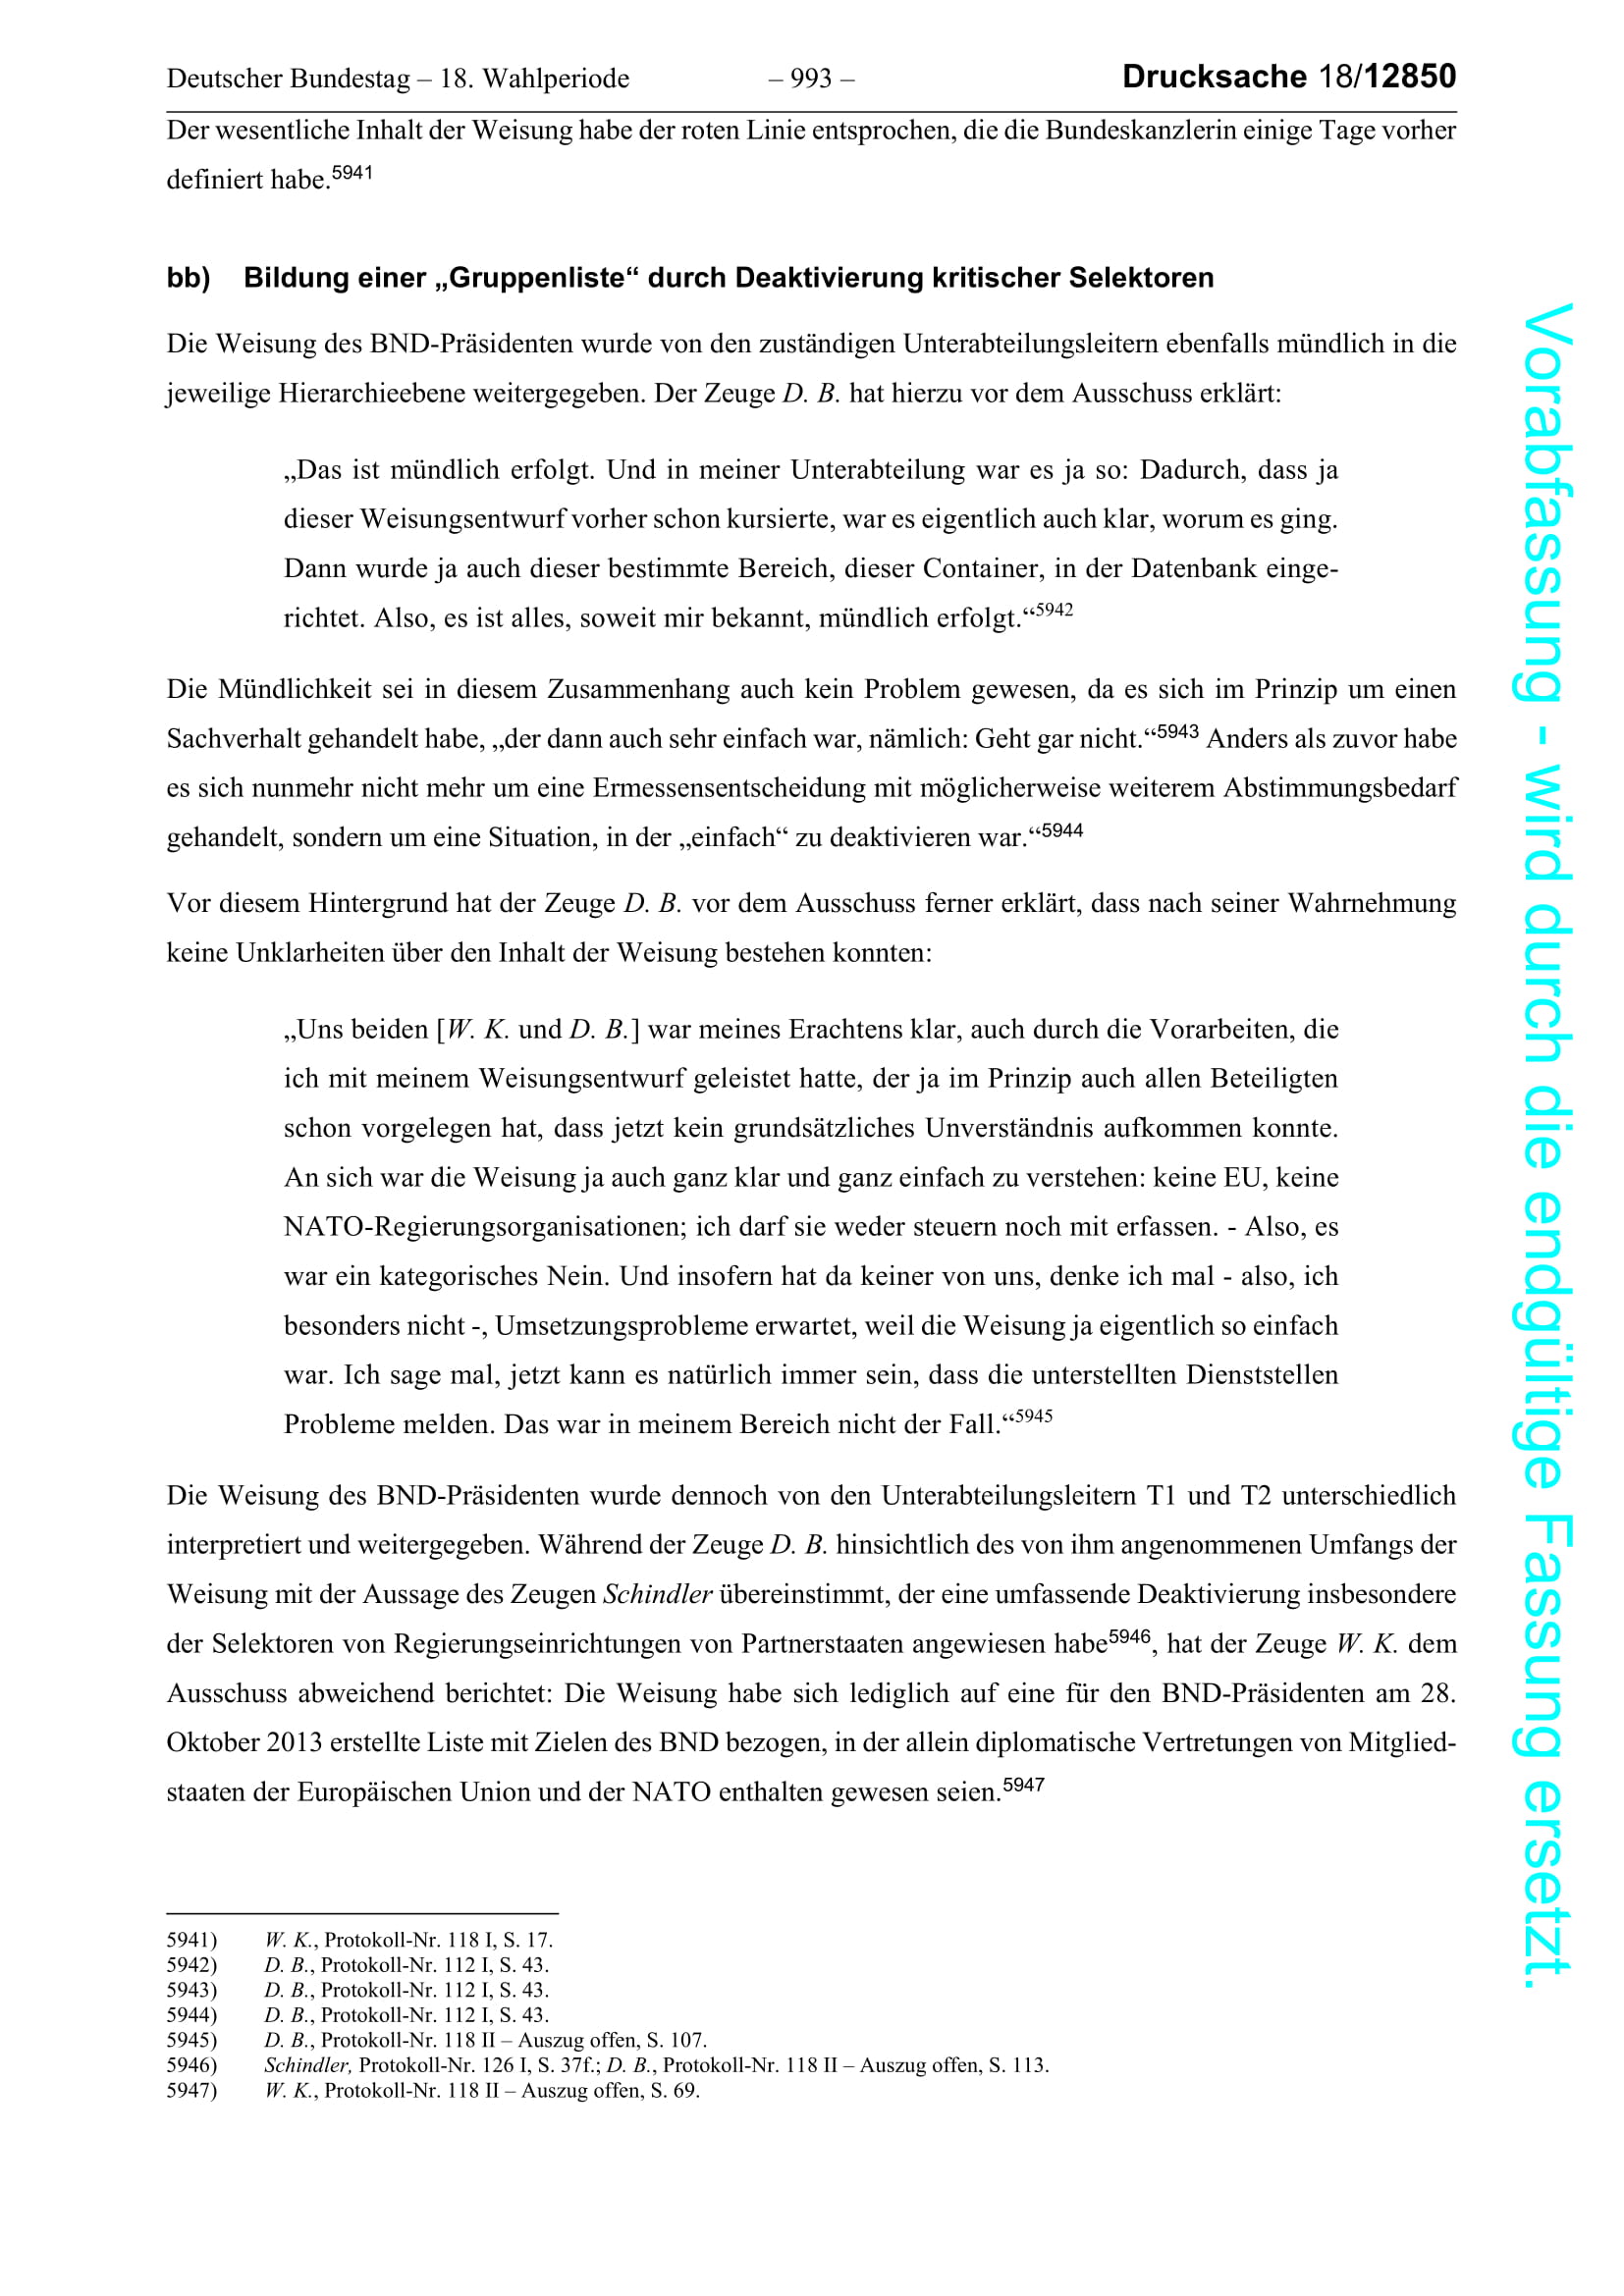 Deutscher Bundestag – 18. Wahlperiode – 993 – Drucksache 18/12850
Der wesentliche Inhalt der Weisung habe der roten Linie entsprochen, die die Bundeskanzlerin einige Tage vorher
definiert habe.5941
bb) Bildung einer „Gruppenliste“ durch Deaktivierung kritischer Selektoren
Die Weisung des BND-Präsidenten wurde von den zuständigen Unterabteilungsleitern ebenfalls mündlich in die
jeweilige Hierarchieebene weitergegeben. Der Zeuge D. B. hat hierzu vor dem Ausschuss erklärt:
„Das ist mündlich erfolgt. Und in meiner Unterabteilung war es ja so: Dadurch, dass ja
dieser Weisungsentwurf vorher schon kursierte, war es eigentlich auch klar, worum es ging.
Dann wurde ja auch dieser bestimmte Bereich, dieser Container, in der Datenbank einge-
richtet. Also, es ist alles, soweit mir bekannt, mündlich erfolgt.“5942
Die Mündlichkeit sei in diesem Zusammenhang auch kein Problem gewesen, da es sich im Prinzip um einen
Sachverhalt gehandelt habe, „der dann auch sehr einfach war, nämlich: Geht gar nicht.“5943 Anders als zuvor habe
es sich nunmehr nicht mehr um eine Ermessensentscheidung mit möglicherweise weiterem Abstimmungsbedarf
gehandelt, sondern um eine Situation, in der „einfach“ zu deaktivieren war.“5944
Vor diesem Hintergrund hat der Zeuge D. B. vor dem Ausschuss ferner erklärt, dass nach seiner Wahrnehmung
keine Unklarheiten über den Inhalt der Weisung bestehen konnten:
„Uns beiden [W. K. und D. B.] war meines Erachtens klar, auch durch die Vorarbeiten, die
ich mit meinem Weisungsentwurf geleistet hatte, der ja im Prinzip auch allen Beteiligten
schon vorgelegen hat, dass jetzt kein grundsätzliches Unverständnis aufkommen konnte.
An sich war die Weisung ja auch ganz klar und ganz einfach zu verstehen: keine EU, keine
NATO-Regierungsorganisationen; ich darf sie weder steuern noch mit erfassen. - Also, es
war ein kategorisches Nein. Und insofern hat da keiner von uns, denke ich mal - also, ich
besonders nicht -, Umsetzungsprobleme erwartet, weil die Weisung ja eigentlich so einfach
war. Ich sage mal, jetzt kann es natürlich immer sein, dass die unterstellten Dienststellen
Probleme melden. Das war in meinem Bereich nicht der Fall.“5945
Die Weisung des BND-Präsidenten wurde dennoch von den Unterabteilungsleitern T1 und T2 unterschiedlich
interpretiert und weitergegeben. Während der Zeuge D. B. hinsichtlich des von ihm angenommenen Umfangs der
Weisung mit der Aussage des Zeugen Schindler übereinstimmt, der eine umfassende Deaktivierung insbesondere
der Selektoren von Regierungseinrichtungen von Partnerstaaten angewiesen habe5946, hat der Zeuge W. K. dem
Ausschuss abweichend berichtet: Die Weisung habe sich lediglich auf eine für den BND-Präsidenten am 28.
Oktober 2013 erstellte Liste mit Zielen des BND bezogen, in der allein diplomatische Vertretungen von Mitglied-
staaten der Europäischen Union und der NATO enthalten gewesen seien.5947
5941) W. K., Protokoll-Nr. 118 I, S. 17.
5942) D. B., Protokoll-Nr. 112 I, S. 43.
5943) D. B., Protokoll-Nr. 112 I, S. 43.
5944) D. B., Protokoll-Nr. 112 I, S. 43.
5945) D. B., Protokoll-Nr. 118 II – Auszug offen, S. 107.
5946) Schindler, Protokoll-Nr. 126 I, S. 37f.; D. B., Protokoll-Nr. 118 II – Auszug offen, S. 113.
5947) W. K., Protokoll-Nr. 118 II – Auszug offen, S. 69.
Vorabfassung - wird durch die endgültige Fassung ersetzt.